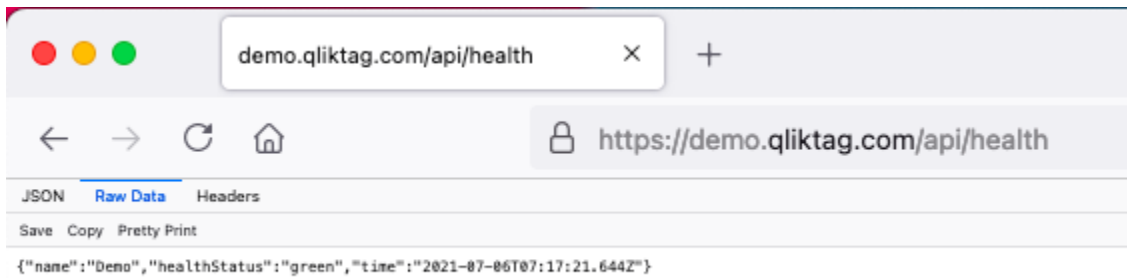 demo.qliktag.com/api/health
https://demo.qliktag.com/api/health
JSON Raw Data Headers
Save Copy Pretty Print
{"name":"Demo","healthStatus":"green","time":"2021-07-06T07:17:21.644Z"}